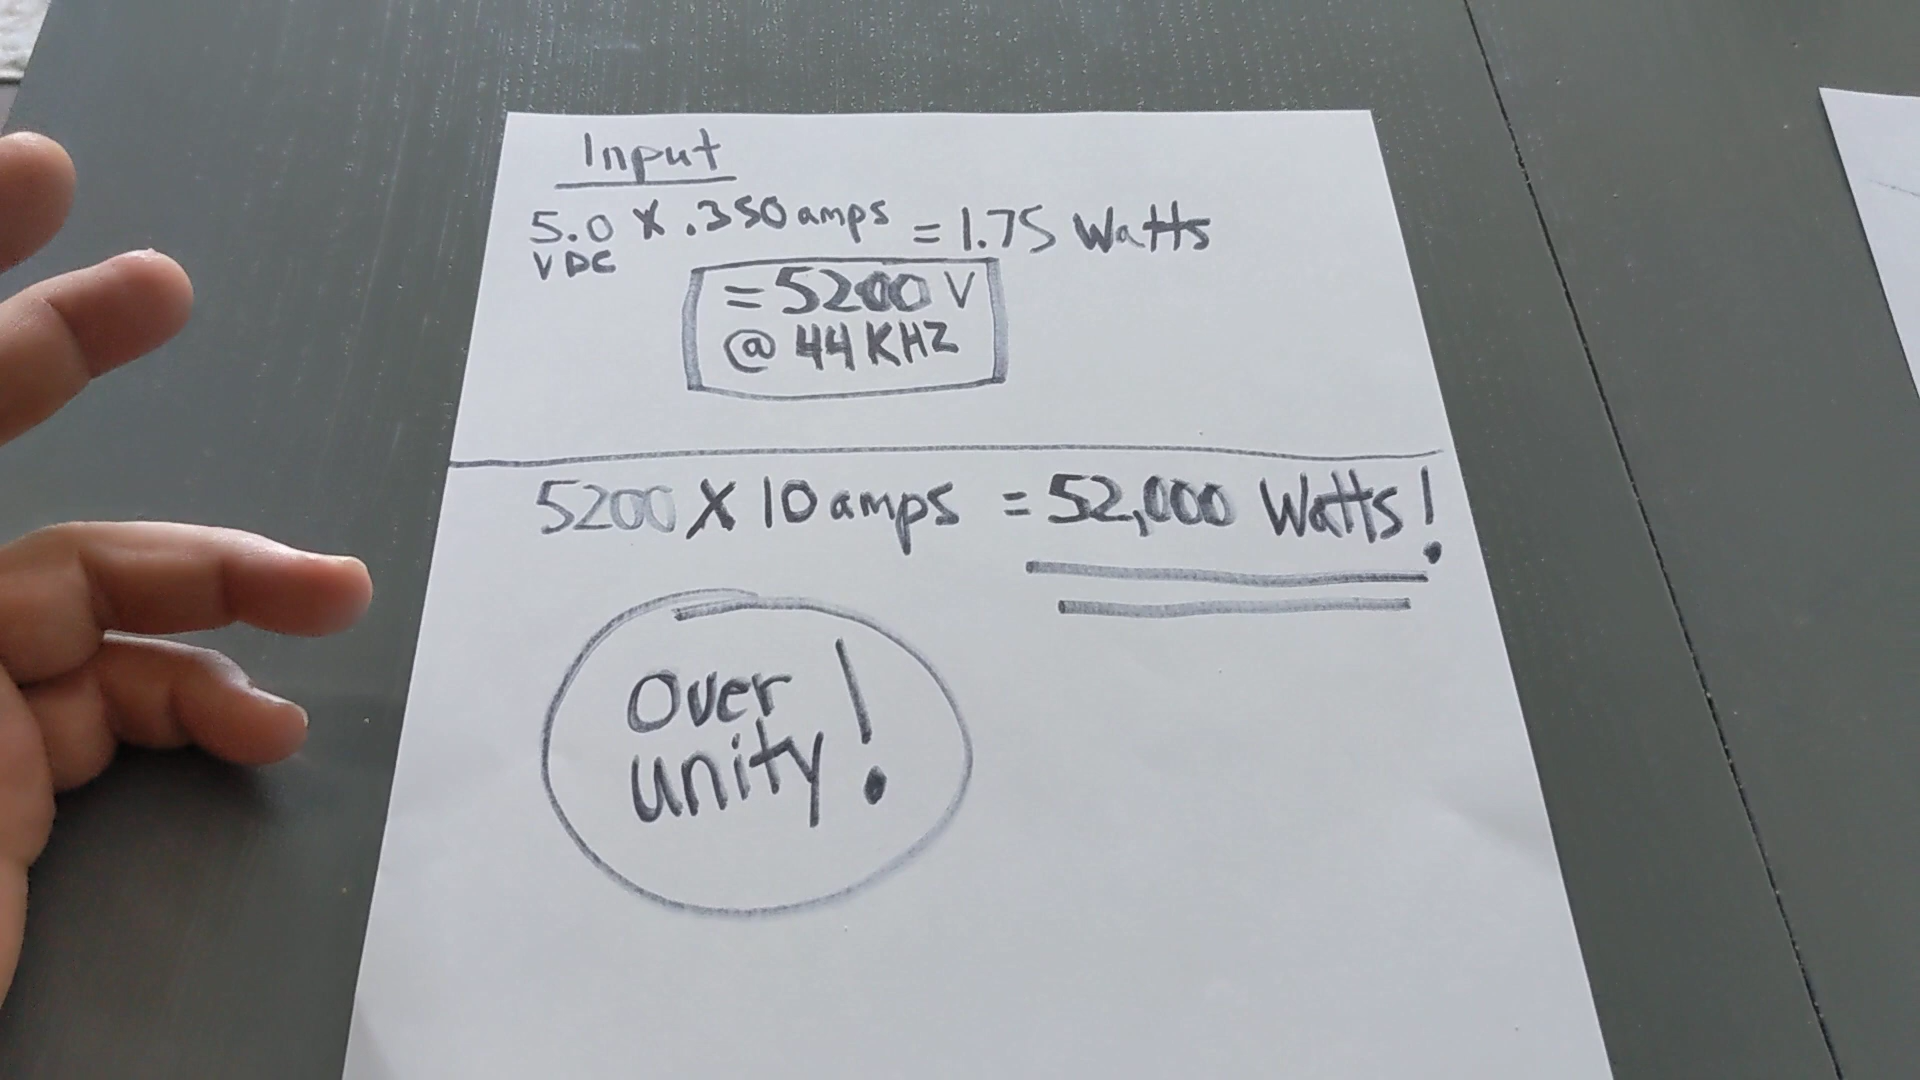 Input
5.0 X .350 amps = 1.75 Watts
VDC
= 5200 V
@ 44 KHZ
5200 X 10 amps = 52,000 Watts!
Over
unity!